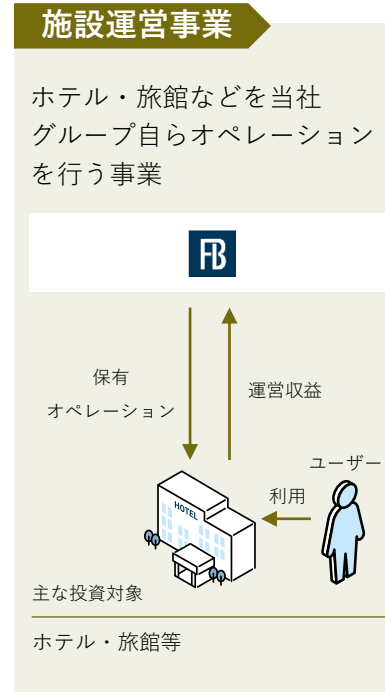 施設運営事業
ホテル・旅館などを当社
グループ自らオペレーション
を行う事業
FB
保有
オペレーション
運営収益
ユーザー
利用
HOTEL
主な投資対象
ホテル・旅館等